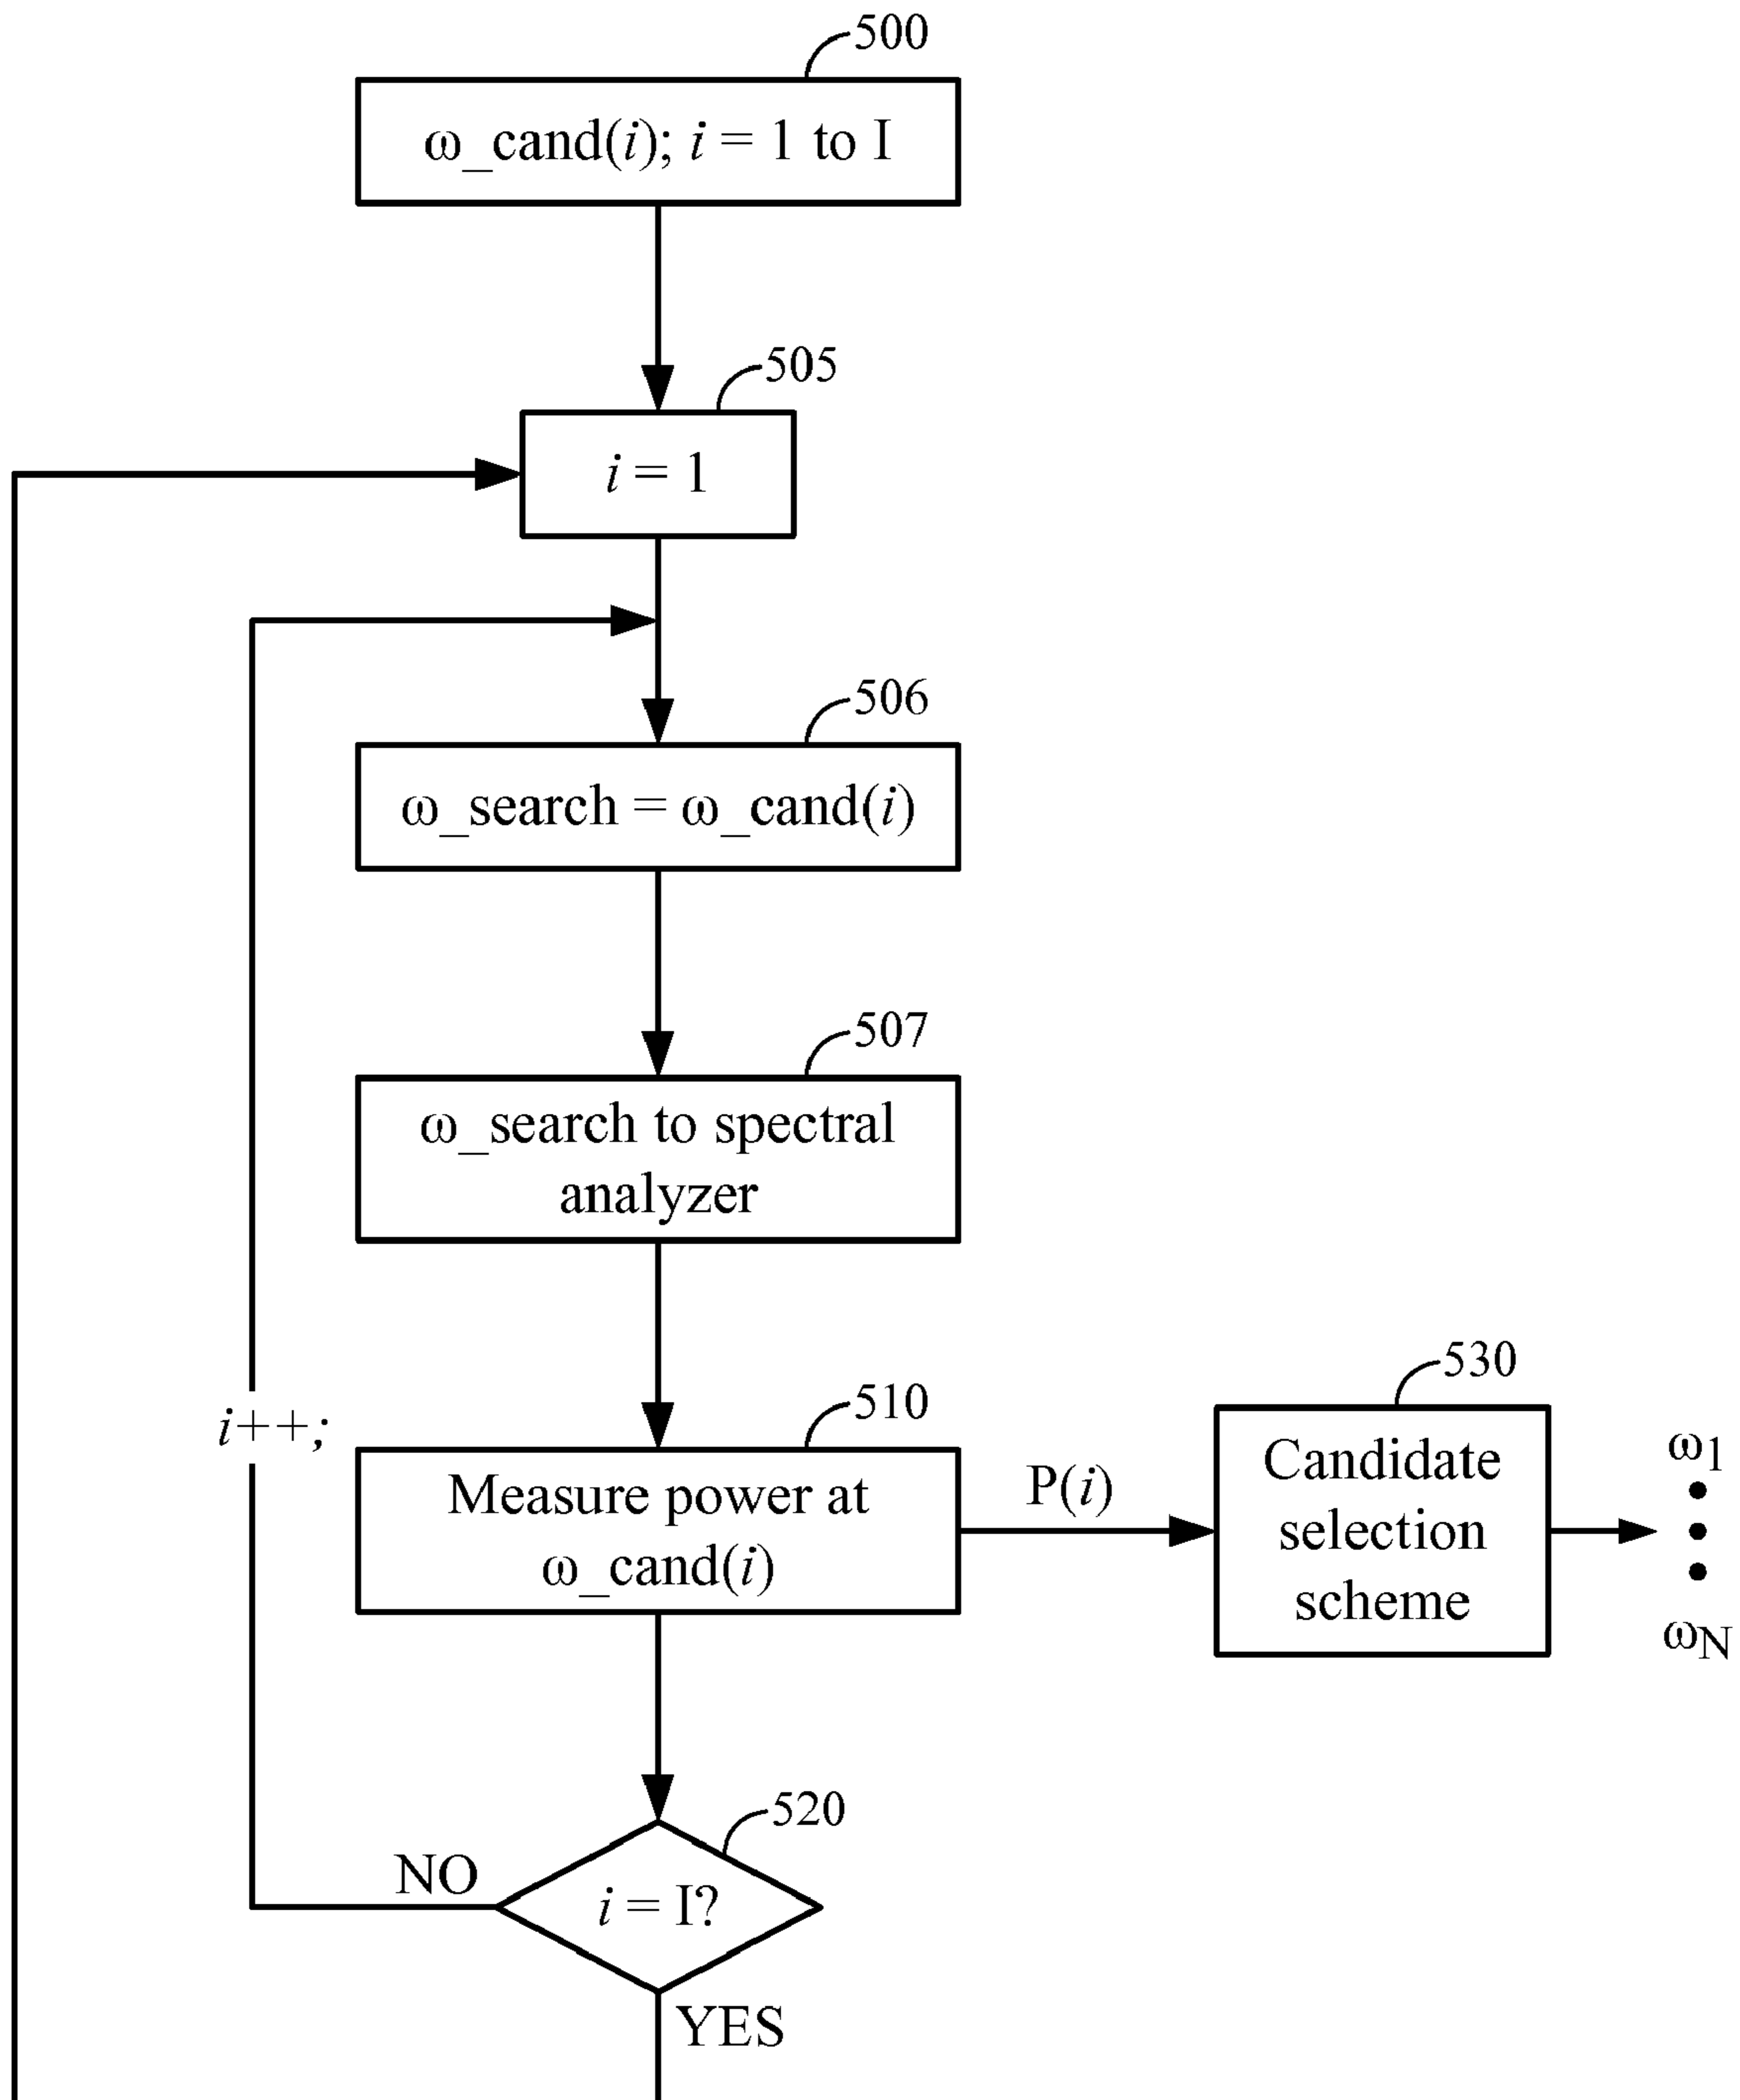 500
ω_cand(i); i = 1 to I
505
i = 1
506
ω_search = ω_cand(i)
507
ω_search to spectral
analyzer
510
Measure power at
ω_cand(i)
P(i)
530
Candidate
selection
scheme
ω1
ωN
i++;
520
i = I?
NO
YES